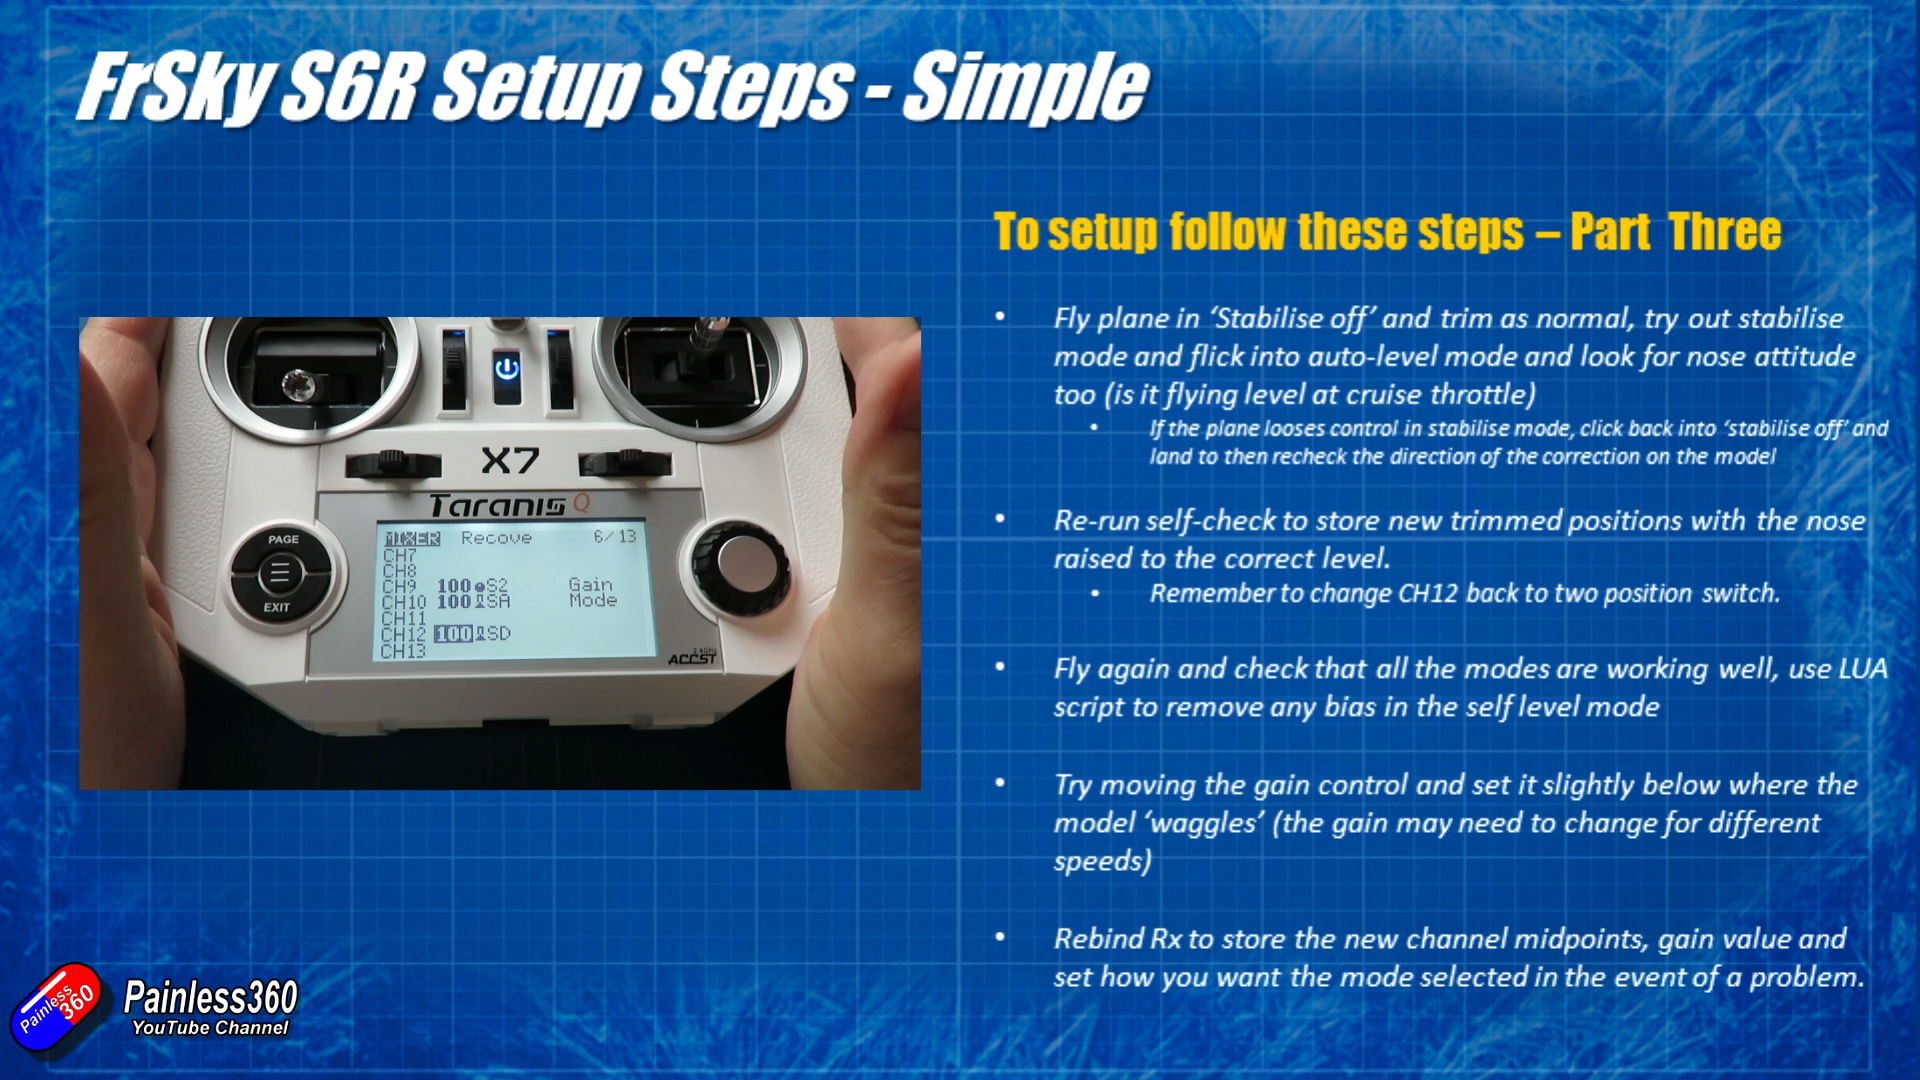 FrSky S6R Setup Steps - Simple
To setup follow these steps – Part Three
• Fly plane in ‘Stabilise off’ and trim as normal, try out stabilise
mode and flick into auto-level mode and look for nose attitude
too (is it flying level at cruise throttle)
• If the plane looses control in stabilise mode, click back into ‘stabilise off’ and
land to then recheck the direction of the correction on the model
• Re-run self-check to store new trimmed positions with the nose
raised to the correct level.
• Remember to change CH12 back to two position switch.
• Fly again and check that all the modes are working well, use LUA
script to remove any bias in the self level mode
• Try moving the gain control and set it slightly below where the
model ‘waggles’ (the gain may need to change for different
speeds)
• Rebind Rx to store the new channel midpoints, gain value and
set how you want the mode selected in the event of a problem.
X7
Taranis Q
PAGE
EXIT
MIXER Recove 6/13
CH7
CH8
CH9 100 S2 Gain
CH10 100 SA Mode
CH11
CH12 100 SD
CH13
2.4GHz
ACCST
Painless
360
Painless360
YouTube Channel